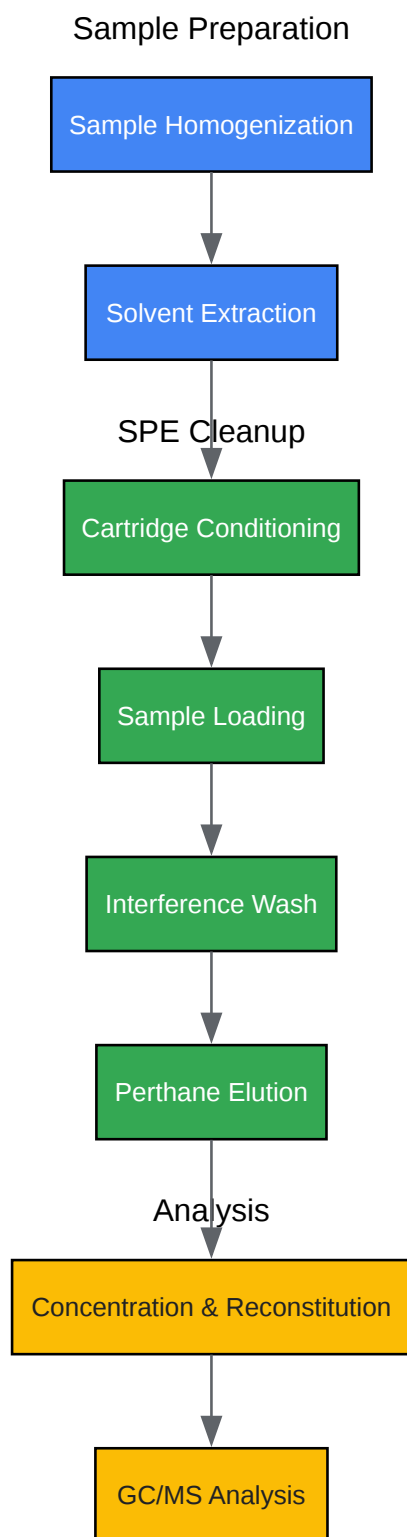 Sample Preparation
Sample Homogenization
Solvent Extraction
SPE Cleanup
Cartridge Conditioning
Sample Loading
Interference Wash
Perthane Elution
Analysis
Concentration & Reconstitution
GC/MS Analysis